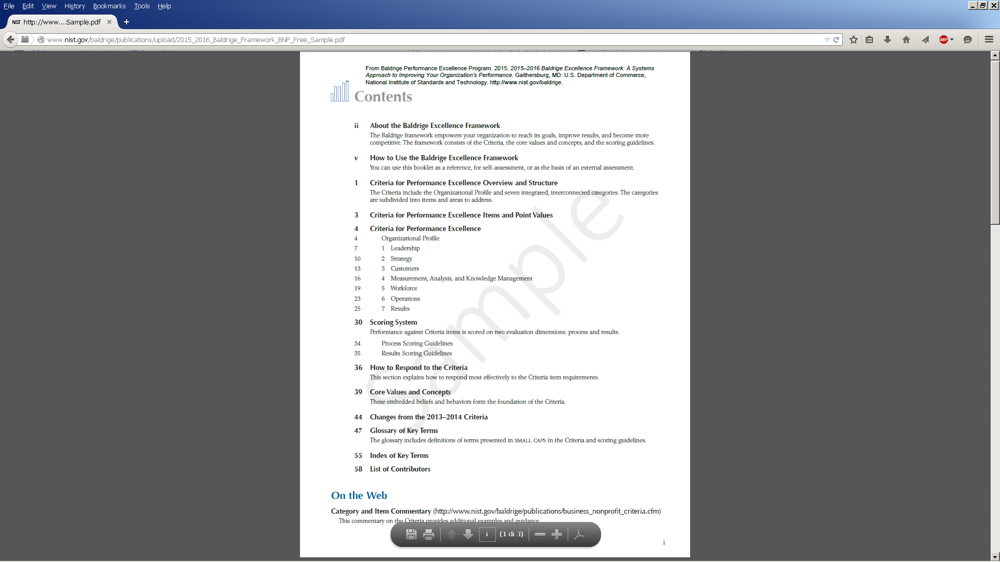 File Edit View History Bookmarks Tools Help
NIST http://www....Sample.pdf
www.nist.gov/baldrige/publications/upload/2015_2016_Baldrige_Framework_BNP_Free_Sample.pdf
ABP
From Baldrige Performance Excellence Program. 2015. 2015–2016 Baldrige Excellence Framework: A Systems
Approach to Improving Your Organization's Performance. Gaithersburg, MD: U.S. Department of Commerce,
National Institute of Standards and Technology. http://www.nist.gov/baldrige.
Contents
ii About the Baldrige Excellence Framework
The Baldrige framework empowers your organization to reach its goals, improve results, and become more
competitive. The framework consists of the Criteria, the core values and concepts, and the scoring guidelines.
v How to Use the Baldrige Excellence Framework
You can use this booklet as a reference, for self-assessment, or as the basis of an external assessment.
1 Criteria for Performance Excellence Overview and Structure
The Criteria include the Organizational Profile and seven integrated, interconnected categories. The categories
are subdivided into items and areas to address.
3 Criteria for Performance Excellence Items and Point Values
4 Criteria for Performance Excellence
4 Organizational Profile
7 1 Leadership
10 2 Strategy
13 3 Customers
16 4 Measurement, Analysis, and Knowledge Management
19 5 Workforce
23 6 Operations
25 7 Results
30 Scoring System
Performance against Criteria items is scored on two evaluation dimensions: process and results.
34 Process Scoring Guidelines
35 Results Scoring Guidelines
36 How to Respond to the Criteria
This section explains how to respond most effectively to the Criteria item requirements.
39 Core Values and Concepts
These embedded beliefs and behaviors form the foundation of the Criteria.
44 Changes from the 2013–2014 Criteria
47 Glossary of Key Terms
The glossary includes definitions of terms presented in SMALL CAPS in the Criteria and scoring guidelines.
55 Index of Key Terms
58 List of Contributors
Sample
On the Web
Category and Item Commentary (http://www.nist.gov/baldrige/publications/business_nonprofit_criteria.cfm)
This commentary on the Criteria provides additional examples and guidance.
i (1 di 3)
i